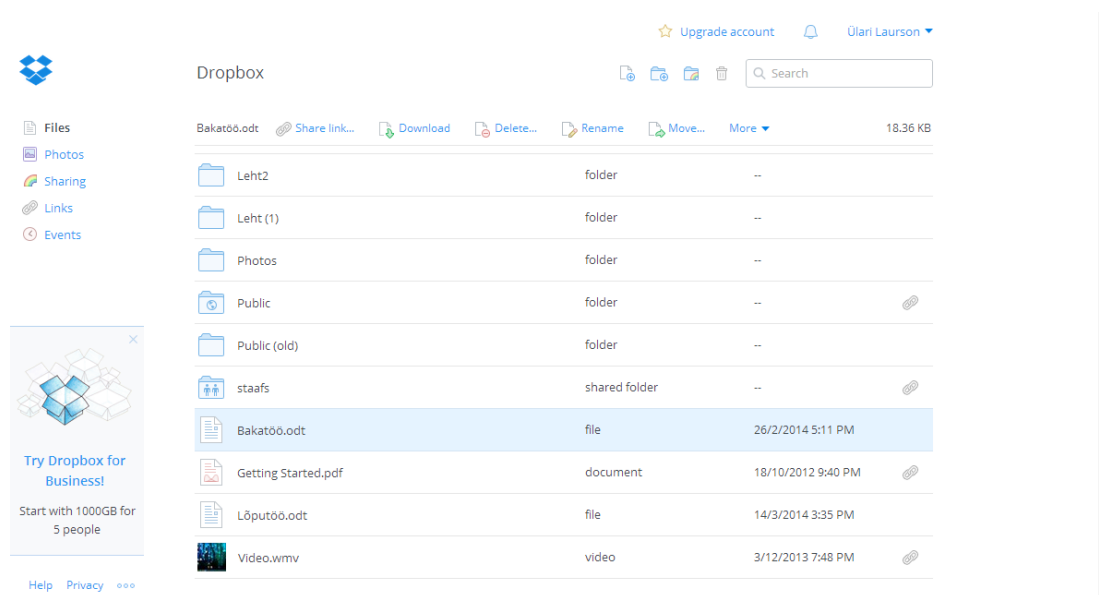 Upgrade account Ülari Laurson
Dropbox Search
Files
Photos
Sharing
Links
Events
Bakatöö.odt Share link... Download Delete... Rename Move... More 18.36 KB
Leht2 folder --
Leht (1) folder --
Photos folder --
Public folder --
Public (old) folder --
staafs shared folder --
Bakatöö.odt file 26/2/2014 5:11 PM
Getting Started.pdf document 18/10/2012 9:40 PM
Lõputöö.odt file 14/3/2014 3:35 PM
Video.wmv video 3/12/2013 7:48 PM
Try Dropbox for
Business!
Start with 1000GB for
5 people
Help Privacy